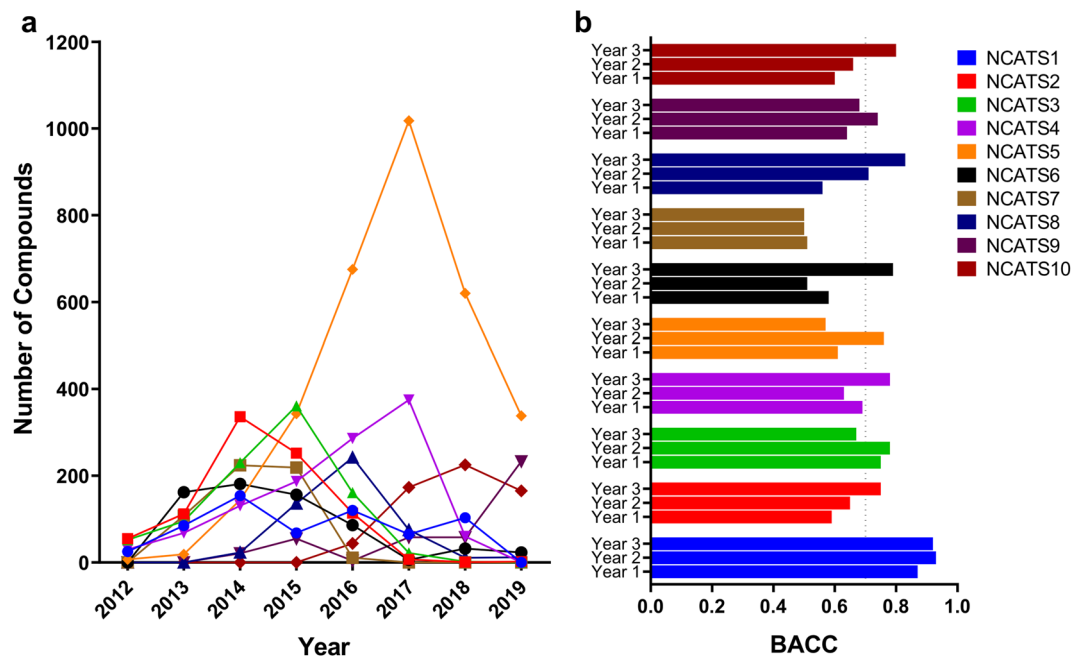 a
1200
1000
800
600
400
200
0
Number of Compounds
2012 2013 2014 2015 2016 2017 2018 2019
Year
b
Year 3
Year 2
Year 1
Year 3
Year 2
Year 1
Year 3
Year 2
Year 1
Year 3
Year 2
Year 1
Year 3
Year 2
Year 1
Year 3
Year 2
Year 1
Year 3
Year 2
Year 1
Year 3
Year 2
Year 1
Year 3
Year 2
Year 1
Year 3
Year 2
Year 1
0.0 0.2 0.4 0.6 0.8 1.0
BACC
NCATS1
NCATS2
NCATS3
NCATS4
NCATS5
NCATS6
NCATS7
NCATS8
NCATS9
NCATS10